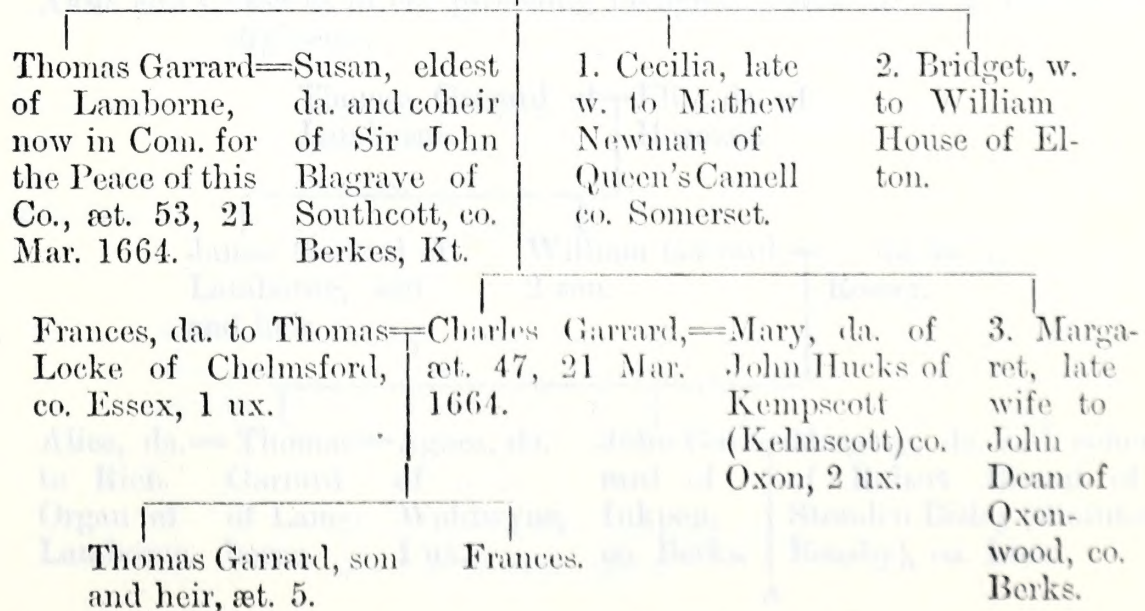 Thomas Garrard=Susan, eldest
of Lamborne,
now in Com. for
the Peace of this
Co., æt. 53, 21
Mar. 1664.
da. and coheir
of Sir John
Blagrave of
Southcott, co.
Berkes, Kt.
1. Cecilia, late
w. to Mathew
Newman of
Queen's Camell
co. Somerset.
2. Bridget, w.
to William
House of El-
ton.
Frances, da. to Thomas=Charles Garrard,=Mary, da. of
Locke of Chelmsford,
co. Essex, 1 ux.
æt. 47, 21 Mar.
1664.
John Hucks of
Kempscott
(Kelmscott) co.
Oxon, 2 ux.
3. Marga-
ret, late
wife to
John
Dean of
Oxen-
wood, co.
Berks.
Thomas Garrard, son
and heir, æt. 5.
Frances.